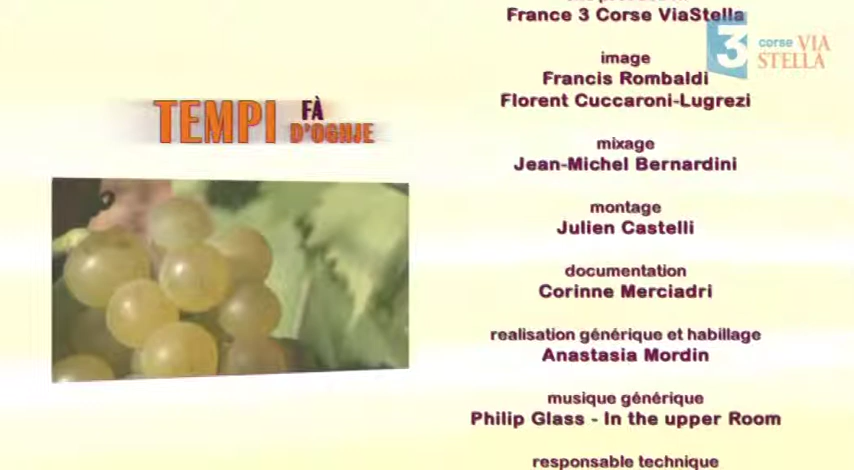 France 3 Corse ViaStella
3 corse VIA
STELLA
TEMPI FÀ
D'OGNJE
image
Francis Rombaldi
Florent Cuccaroni-Lugrezi
mixage
Jean-Michel Bernardini
montage
Julien Castelli
documentation
Corinne Merciadri
realisation générique et habillage
Anastasia Mordin
musique générique
Philip Glass - In the upper Room
responsable technique